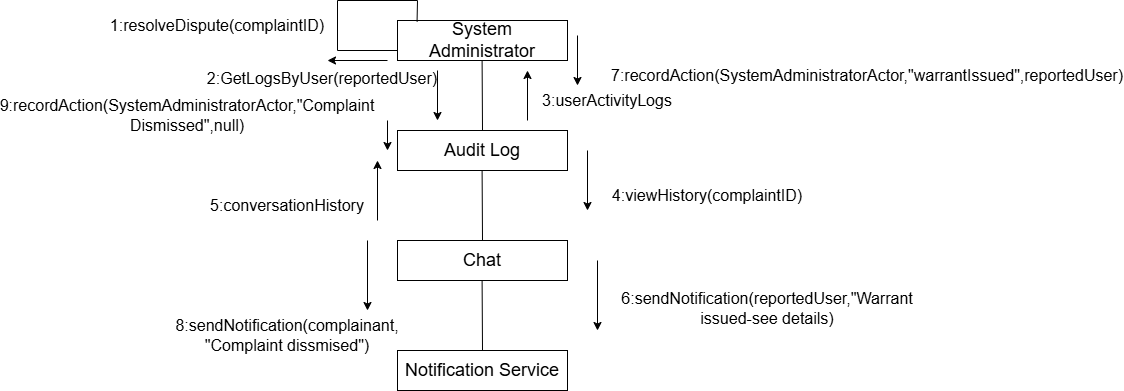 1:resolveDispute(complaintID)
System
Administrator
2:GetLogsByUser(reportedUser)
7:recordAction(SystemAdministratorActor,"warrantIssued",reportedUser)
9:recordAction(SystemAdministratorActor,"Complaint
Dismissed",null)
3:userActivityLogs
Audit Log
4:viewHistory(complaintID)
5:conversationHistory
Chat
6:sendNotification(reportedUser,"Warrant
issued-see details)
8:sendNotification(complainant,
"Complaint dissmised")
Notification Service